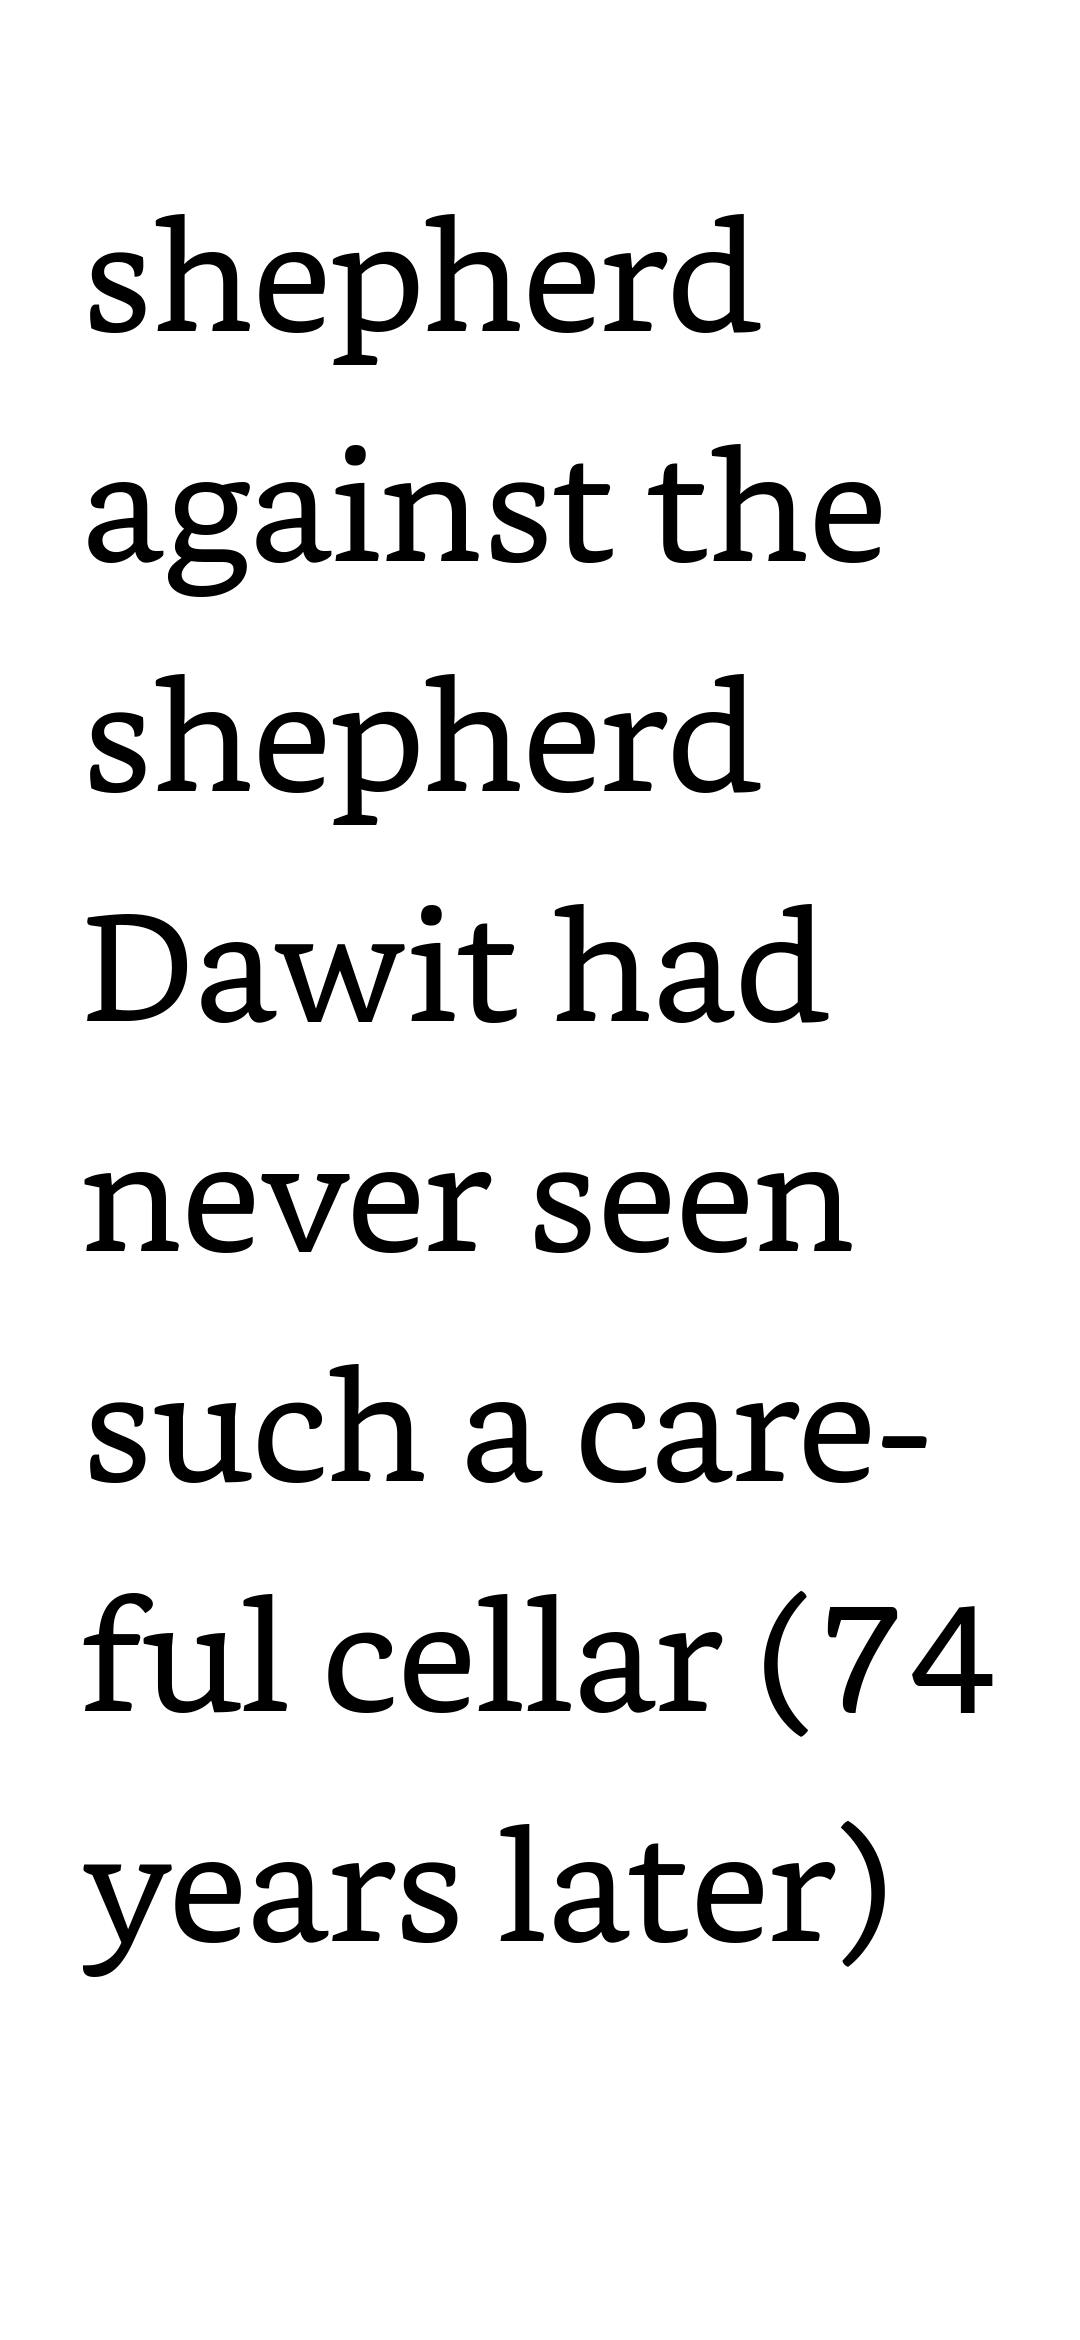 shepherd
against the
shepherd
Dawit had
never seen
such a care-
ful cellar (74
years later)